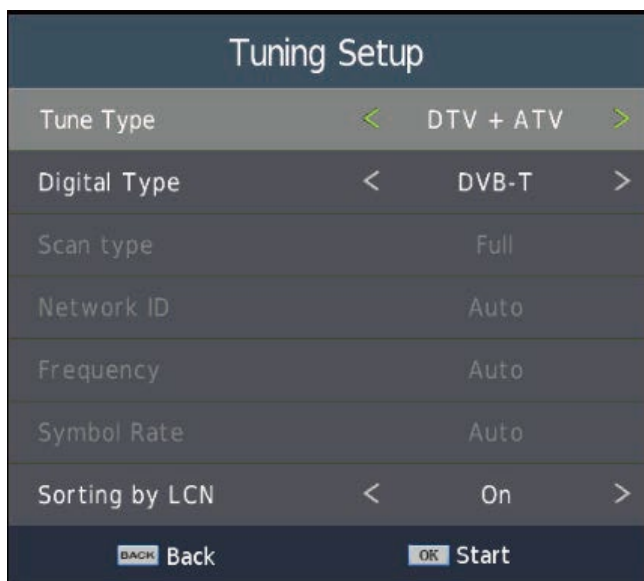 Tuning Setup
Tune Type < DTV + ATV >
Digital Type < DVB-T >
Scan type Full
Network ID Auto
Frequency Auto
Symbol Rate Auto
Sorting by LCN < On >
BACK Back OK Start